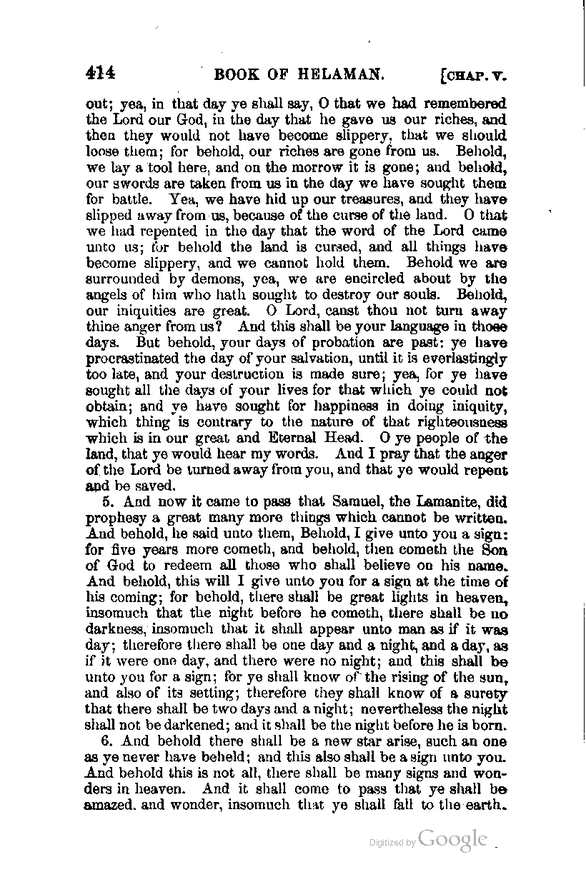 414 BOOK OF HELAMAN. [CHAP. V.
out; yea, in that day ye shall say, O that we had remembered
the Lord our God, in the day that he gave us our riches, and
then they would not have become slippery, that we should
loose them; for behold, our riches are gone from us. Behold,
we lay a tool here, and on the morrow it is gone; and behold,
our swords are taken from us in the day we have sought them
for battle. Yea, we have hid up our treasures, and they have
slipped away from us, because of the curse of the land. O that
we had repented in the day that the word of the Lord came
unto us; for behold the land is cursed, and all things have
become slippery, and we cannot hold them. Behold we are
surrounded by demons, yea, we are encircled about by the
angels of him who hath sought to destroy our souls. Behold,
our iniquities are great. O Lord, canst thou not turn away
thine anger from us? And this shall be your language in those
days. But behold, your days of probation are past: ye have
procrastinated the day of your salvation, until it is everlastingly
too late, and your destruction is made sure; yea, for ye have
sought all the days of your lives for that which ye could not
obtain; and ye have sought for happiness in doing iniquity,
which thing is contrary to the nature of that righteousness
which is in our great and Eternal Head. O ye people of the
land, that ye would hear my words. And I pray that the anger
of the Lord be turned away from you, and that ye would repent
and be saved.
5. And now it came to pass that Samuel, the Lamanite, did
prophesy a great many more things which cannot be written.
And behold, he said unto them, Behold, I give unto you a sign:
for five years more cometh, and behold, then cometh the Son
of God to redeem all those who shall believe on his name.
And behold, this will I give unto you for a sign at the time of
his coming; for behold, there shall be great lights in heaven,
insomuch that the night before he cometh, there shall be no
darkness, insomuch that it shall appear unto man as if it was
day; therefore there shall be one day and a night, and a day, as
if it were one day, and there were no night; and this shall be
unto you for a sign; for ye shall know of the rising of the sun,
and also of its setting; therefore they shall know of a surety
that there shall be two days and a night; nevertheless the night
shall not be darkened; and it shall be the night before he is born.
6. And behold there shall be a new star arise, such an one
as ye never have beheld; and this also shall be a sign unto you.
And behold this is not all, there shall be many signs and won-
ders in heaven. And it shall come to pass that ye shall be
amazed, and wonder, insomuch that ye shall fall to the earth.
Digitized by Google